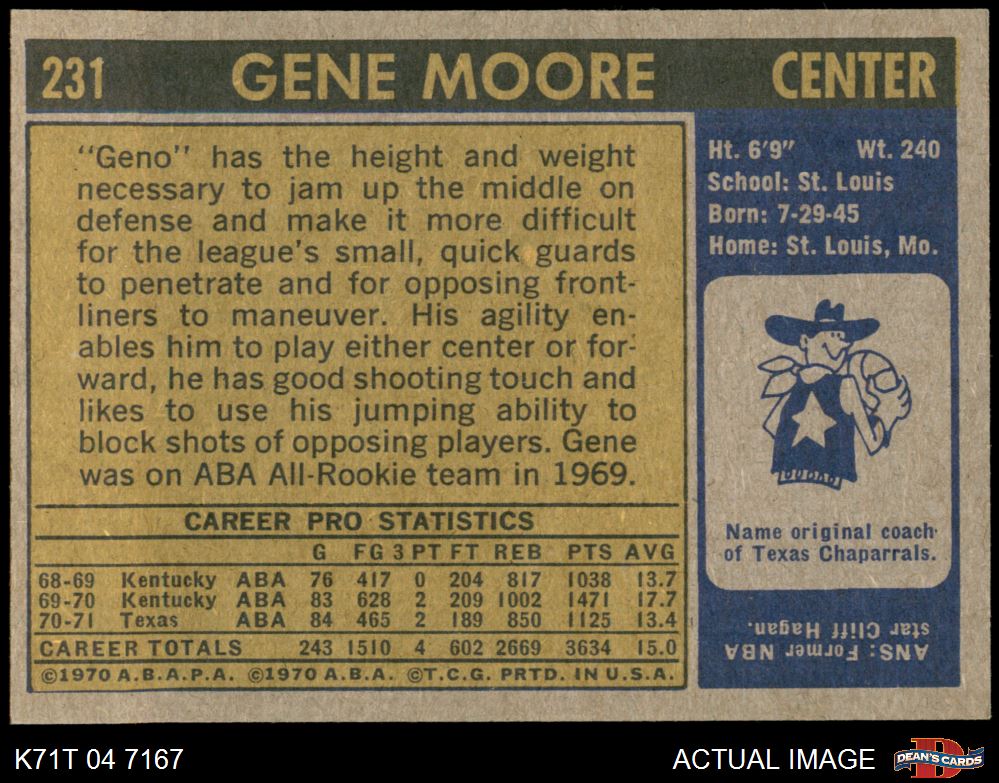 231 GENE MOORE CENTER
"Geno" has the height and weight
necessary to jam up the middle on
defense and make it more difficult
for the league's small, quick guards
to penetrate and for opposing front-
liners to maneuver. His agility en-
ables him to play either center or for-
ward, he has good shooting touch and
likes to use his jumping ability to
block shots of opposing players. Gene
was on ABA All-Rookie team in 1969.
CAREER PRO STATISTICS
G FG 3 PT FT REB PTS AVG
68-69 Kentucky ABA 76 417 0 204 817 1038 13.7
69-70 Kentucky ABA 83 628 2 209 1002 1471 17.7
70-71 Texas ABA 84 465 2 189 850 1125 13.4
CAREER TOTALS 243 1510 4 602 2669 3634 15.0
©1970 A.B.A.P.A. ©1970 A.B.A. ©T.C.G. PRTD. IN U.S.A.
Ht. 6'9" Wt. 240
School: St. Louis
Born: 7-29-45
Home: St. Louis, Mo.
Name original coach
of Texas Chaparrals.
ANS: Former NBA
star Cliff Hagan.
K71T 04 7167 ACTUAL IMAGE
DEAN'S CARDS